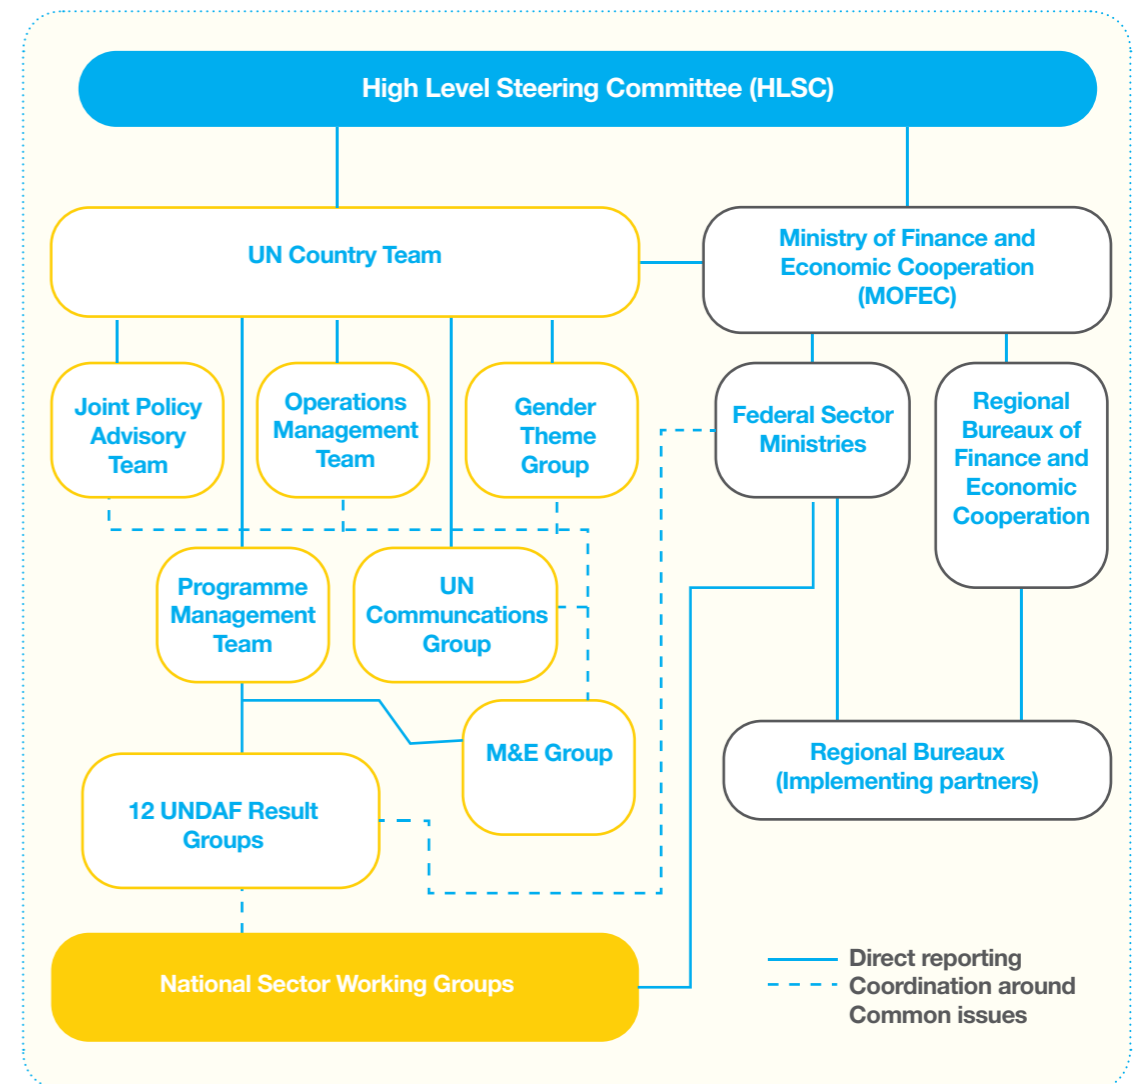 High Level Steering Committee (HLSC)
UN Country Team
Ministry of Finance and
Economic Cooperation
(MOFEC)
Joint Policy
Advisory
Team
Operations
Management
Team
Gender
Theme
Group
Federal Sector
Ministries
Regional
Bureaux of
Finance and
Economic
Cooperation
Programme
Management
Team
UN
Communcations
Group
M&E Group
Regional Bureaux
(Implementing partners)
12 UNDAF Result
Groups
National Sector Working Groups
Direct reporting
Coordination around
Common issues